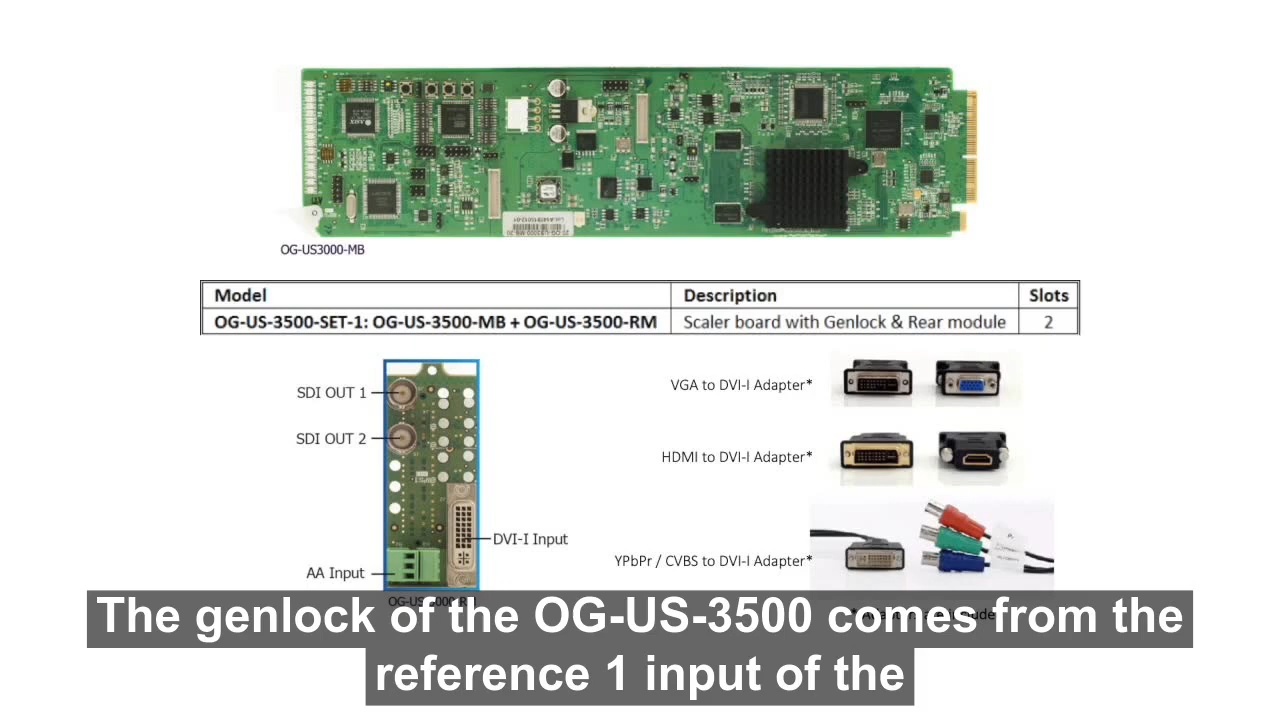 OG-US3000-MB
Model Description Slots
OG-US-3500-SET-1: OG-US-3500-MB + OG-US-3500-RM Scaler board with Genlock & Rear module 2
SDI OUT 1
SDI OUT 2
DVI-I Input
AA Input
VGA to DVI-I Adapter*
HDMI to DVI-I Adapter*
YPbPr / CVBS to DVI-I Adapter*
The genlock of the OG-US-3500 comes from the
reference 1 input of the